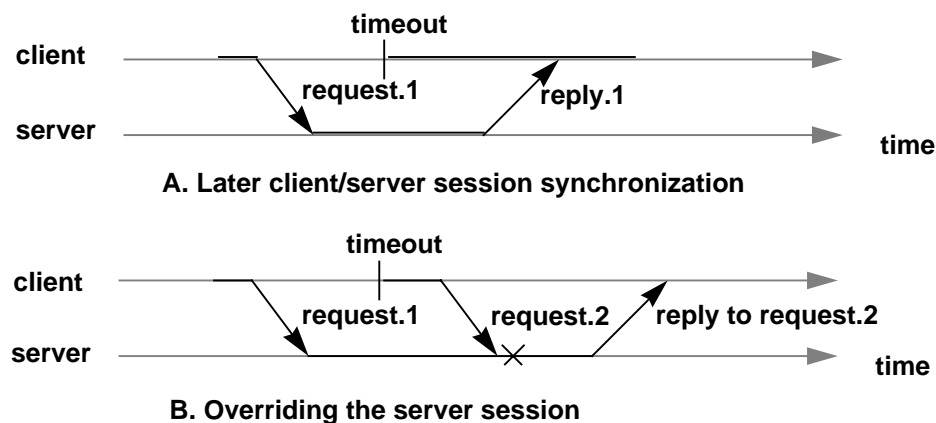 timeout
client
request.1
reply.1
server
time
A. Later client/server session synchronization
timeout
client
request.1
request.2
reply to request.2
server
time
B. Overriding the server session